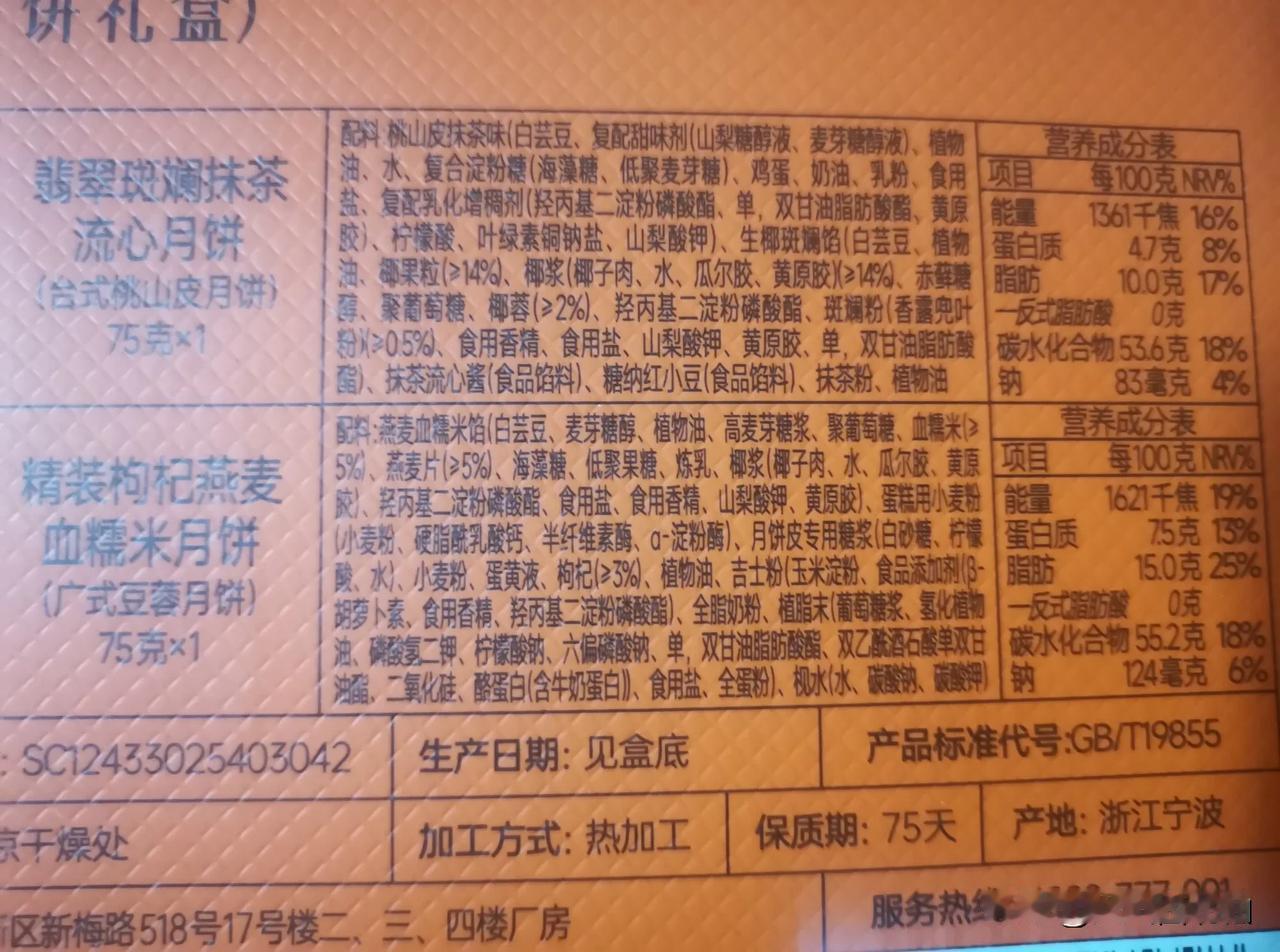 饼礼盒)
翡翠斑斓抹茶
流心月饼
(台式桃山皮月饼)
75克×1
配料:桃山皮抹茶味(白芸豆、复配甜味剂(山梨糖醇液、麦芽糖醇液)、植物
油、水、复合淀粉糖(海藻糖、低聚麦芽糖)、鸡蛋、奶油、乳粉、食用
盐、复配乳化增稠剂(羟丙基二淀粉磷酸酯、单,双甘油脂肪酸酯、黄原
胶)、柠檬酸、叶绿素铜钠盐、山梨酸钾)、生椰斑斓馅(白芸豆、植物
油、椰果粒(≥14%)、椰浆(椰子肉、水、瓜尔胶、黄原胶)(≥14%)、赤藓糖
醇、聚葡萄糖、椰蓉(≥2%)、羟丙基二淀粉磷酸酯、斑斓粉(香露兜叶
粉)(≥0.5%)、食用香精、食用盐、山梨酸钾、黄原胶、单,双甘油脂肪酸
酯)、抹茶流心酱(食品馅料)、糖纳红小豆(食品馅料)、抹茶粉、植物油
营养成分表
项目 每100克 NRV%
能量 1361千焦 16%
蛋白质 4.7克 8%
脂肪 10.0克 17%
—反式脂肪酸 0克
碳水化合物 53.6克 18%
钠 83毫克 4%
精装枸杞燕麦
血糯米月饼
(广式豆蓉月饼)
75克×1
配料:燕麦血糯米馅(白芸豆、麦芽糖醇、植物油、高麦芽糖浆、聚葡萄糖、血糯米(≥
5%)、燕麦片(≥5%)、海藻糖、低聚果糖、炼乳、椰浆(椰子肉、水、瓜尔胶、黄原
胶)、羟丙基二淀粉磷酸酯、食用盐、食用香精、山梨酸钾、黄原胶)、蛋糕用小麦粉
(小麦粉、硬脂酰乳酸钙、半纤维素酶、α-淀粉酶)、月饼皮专用糖浆(白砂糖、柠檬
酸、水)、小麦粉、蛋黄液、枸杞(≥3%)、植物油、吉士粉(玉米淀粉、食品添加剂(β-
胡萝卜素、食用香精、羟丙基二淀粉磷酸酯)、全脂奶粉、植脂末(葡萄糖浆、氢化植物
油、磷酸氢二钾、柠檬酸钠、六偏磷酸钠、单,双甘油脂肪酸酯、双乙酰酒石酸单双甘
油酯、二氧化硅、酪蛋白(含牛奶蛋白))、食用盐、全蛋粉)、枧水(水、碳酸钠、碳酸钾)
营养成分表
项目 每100克 NRV%
能量 1621千焦 19%
蛋白质 7.5克 13%
脂肪 15.0克 25%
—反式脂肪酸 0克
碳水化合物 55.2克 18%
钠 124毫克 6%
: SC12433025403042
生产日期: 见盒底
产品标准代号:GB/T19855
凉干燥处
加工方式: 热加工
保质期: 75天
产地: 浙江宁波
区新梅路518号17号楼二、三、四楼厂房
服务热线